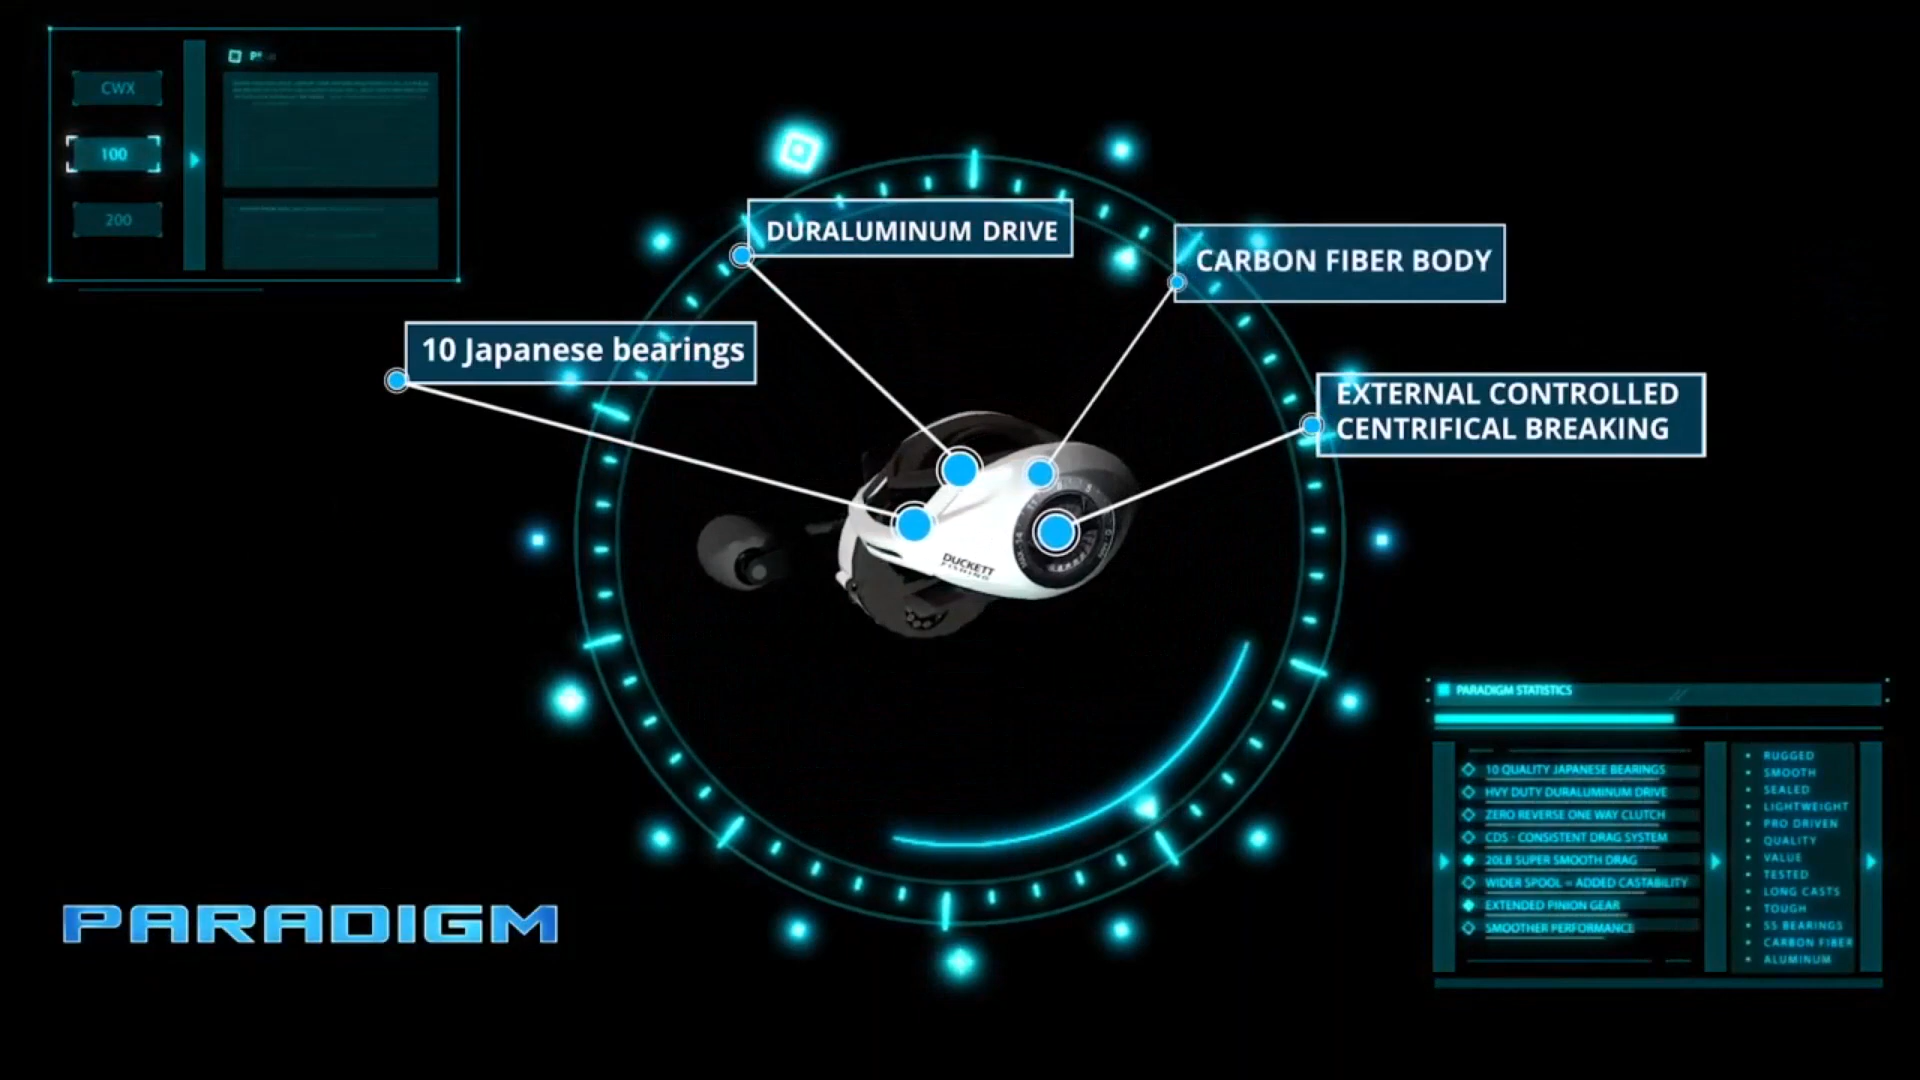 CWX
100
200
DURALUMINUM DRIVE
CARBON FIBER BODY
10 Japanese bearings
EXTERNAL CONTROLLED
CENTRIFICAL BREAKING
DUCKETT
FISHING
PARADIGM STATISTICS
10 QUALITY JAPANESE BEARINGS
HVY DUTY DURALUMINUM DRIVE
ZERO REVERSE ONE WAY CLUTCH
CDS - CONSISTENT DRAG SYSTEM
20LB SUPER SMOOTH DRAG
WIDER SPOOL = ADDED CASTABILITY
EXTENDED PINION GEAR
SMOOTHER PERFORMANCE
RUGGED
SMOOTH
SEALED
LIGHTWEIGHT
PRO DRIVEN
QUALITY
VALUE
TESTED
LONG CASTS
TOUGH
SS BEARINGS
CARBON FIBER
ALUMINUM
PARADIGM